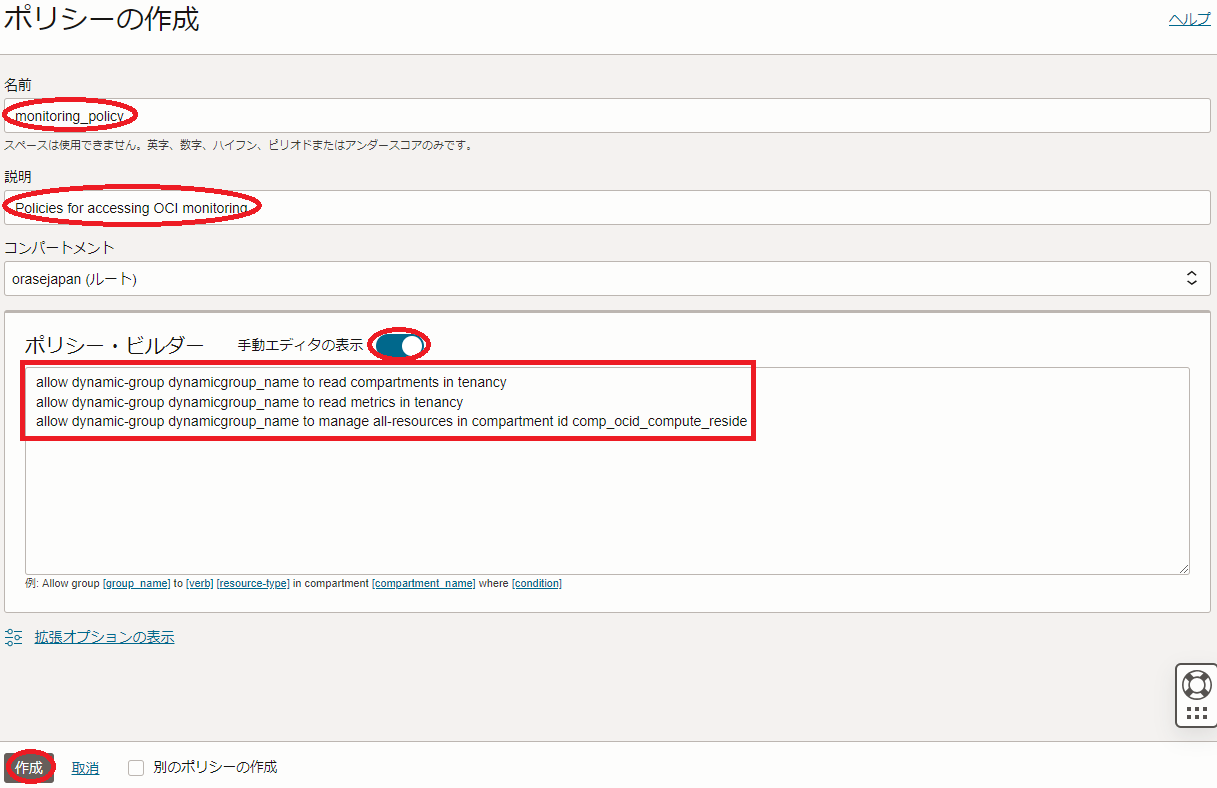 ポリシーの作成
ヘルプ
名前
monitoring_policy
スペースは使用できません。英字、数字、ハイフン、ピリオドまたはアンダースコアのみです。
説明
Policies for accessing OCI monitoring
コンパートメント
orasejapan (ルート)
ポリシー・ビルダー 手動エディタの表示
allow dynamic-group dynamicgroup_name to read compartments in tenancy
allow dynamic-group dynamicgroup_name to read metrics in tenancy
allow dynamic-group dynamicgroup_name to manage all-resources in compartment id comp_ocid_compute_reside
例: Allow group [group_name] to [verb] [resource-type] in compartment [compartment_name] where [condition]
拡張オプションの表示
作成 取消 別のポリシーの作成